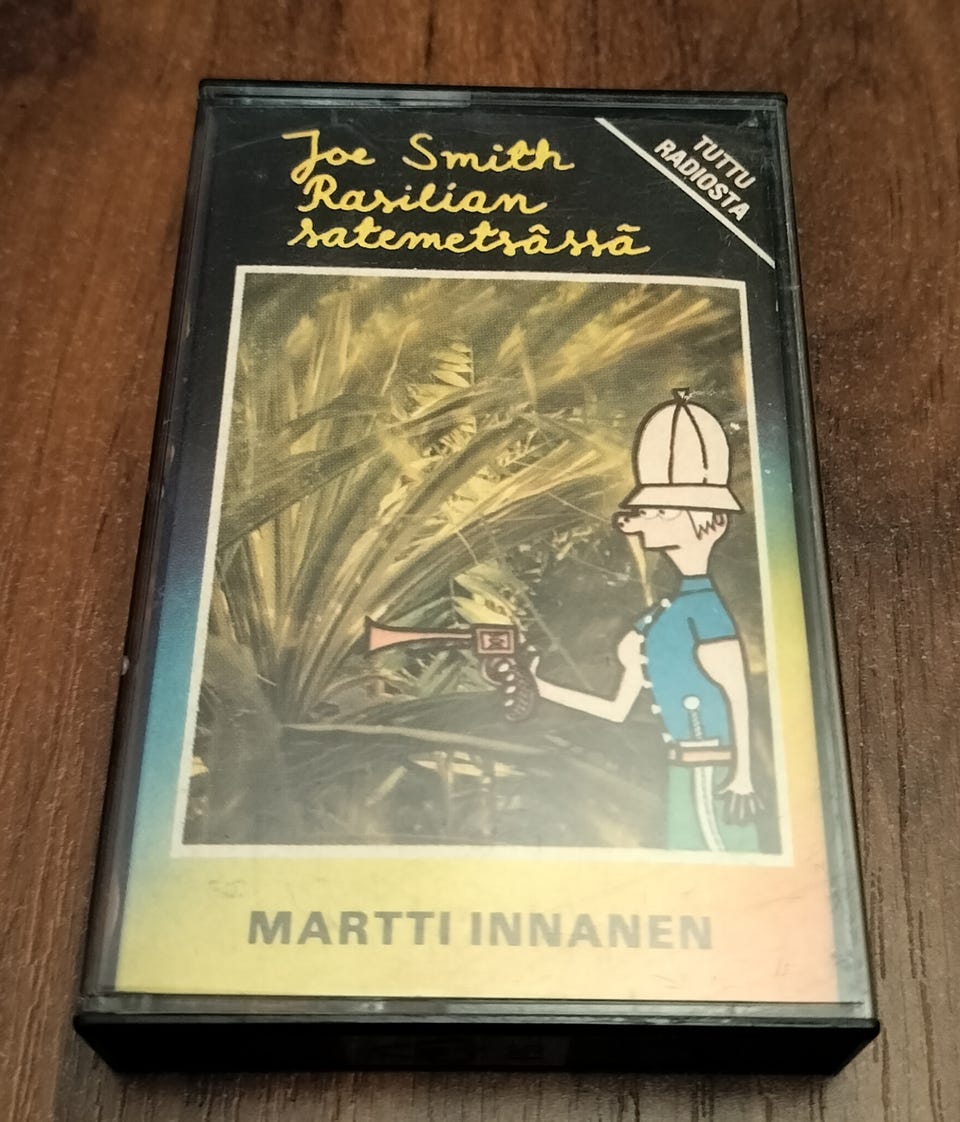 Joe Smith
Rasilian
satemetsässä
TUTTU
RADIOSTA
MARTTI INNANEN